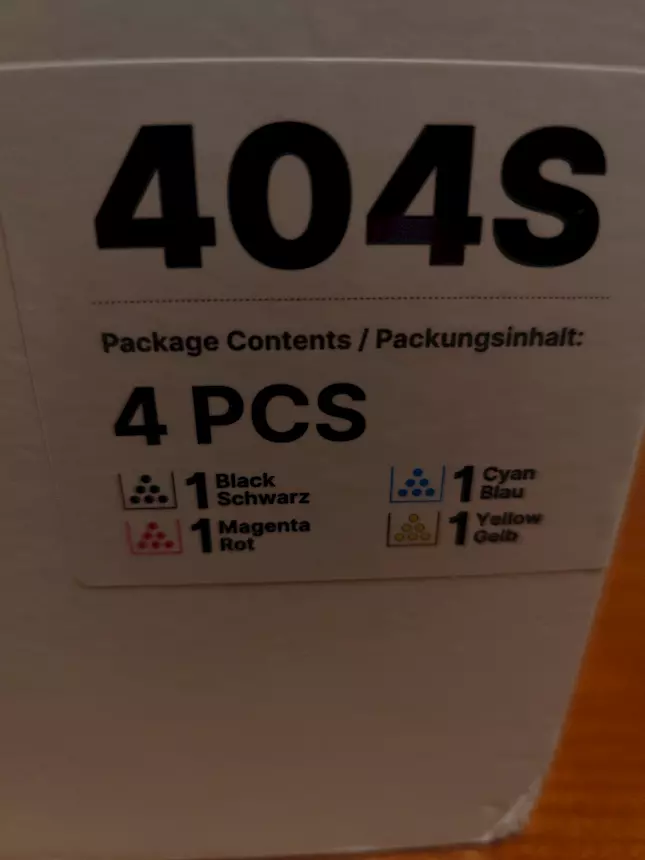 404S
Package Contents / Packungsinhalt:
4 PCS
1 Black Schwarz
1 Cyan Blau
1 Magenta Rot
1 Yellow Gelb